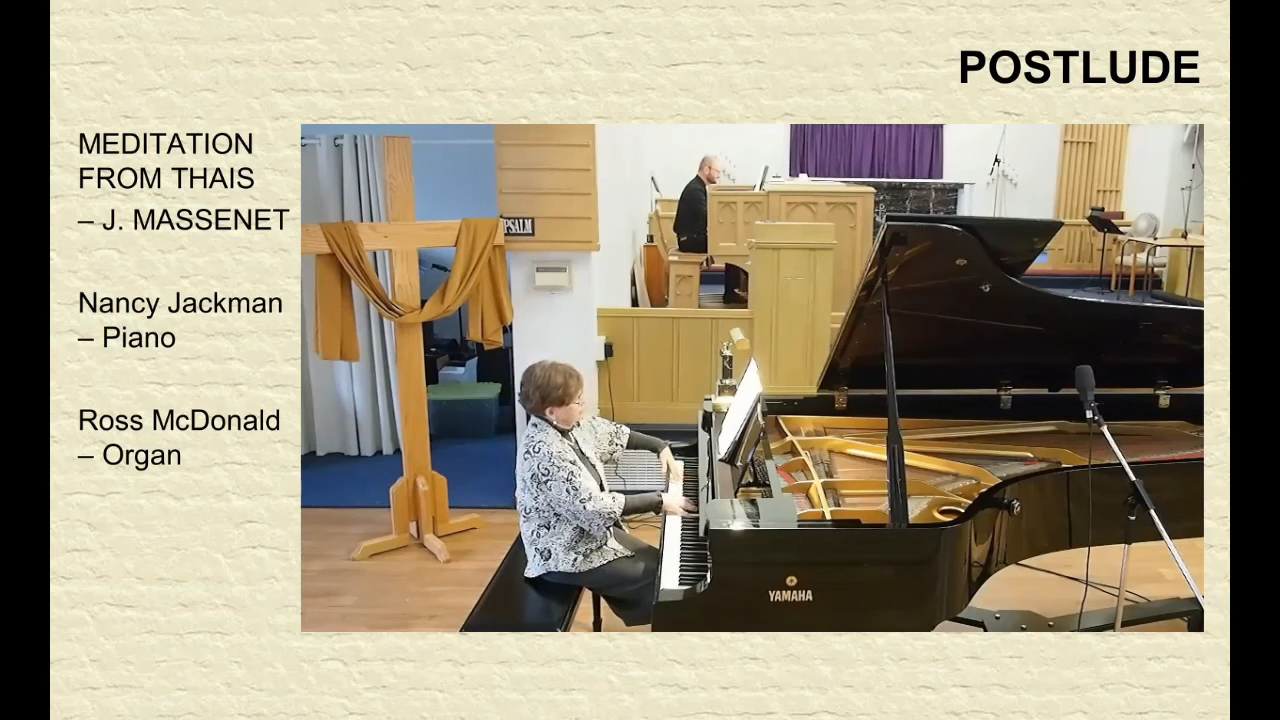 POSTLUDE
MEDITATION
FROM THAIS
– J. MASSENET
Nancy Jackman
– Piano
Ross McDonald
– Organ
PSALM
YAMAHA